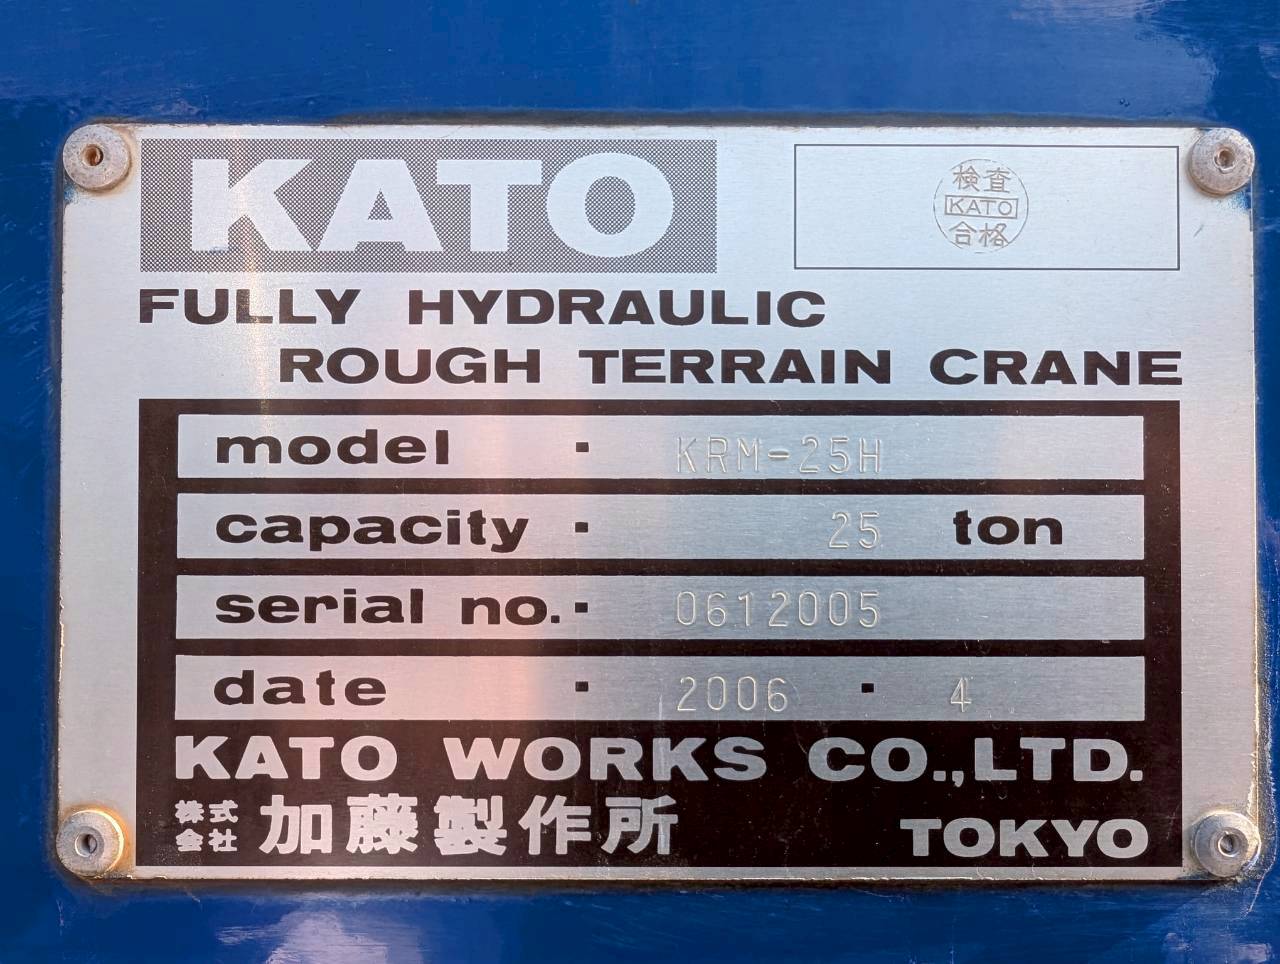 KATO
検査
KATO
合格
FULLY HYDRAULIC
ROUGH TERRAIN CRANE
model · KRM-25H
capacity · 25 ton
serial no. · 0612005
date · 2006 · 4
KATO WORKS CO.,LTD.
株式会社 加藤製作所 TOKYO